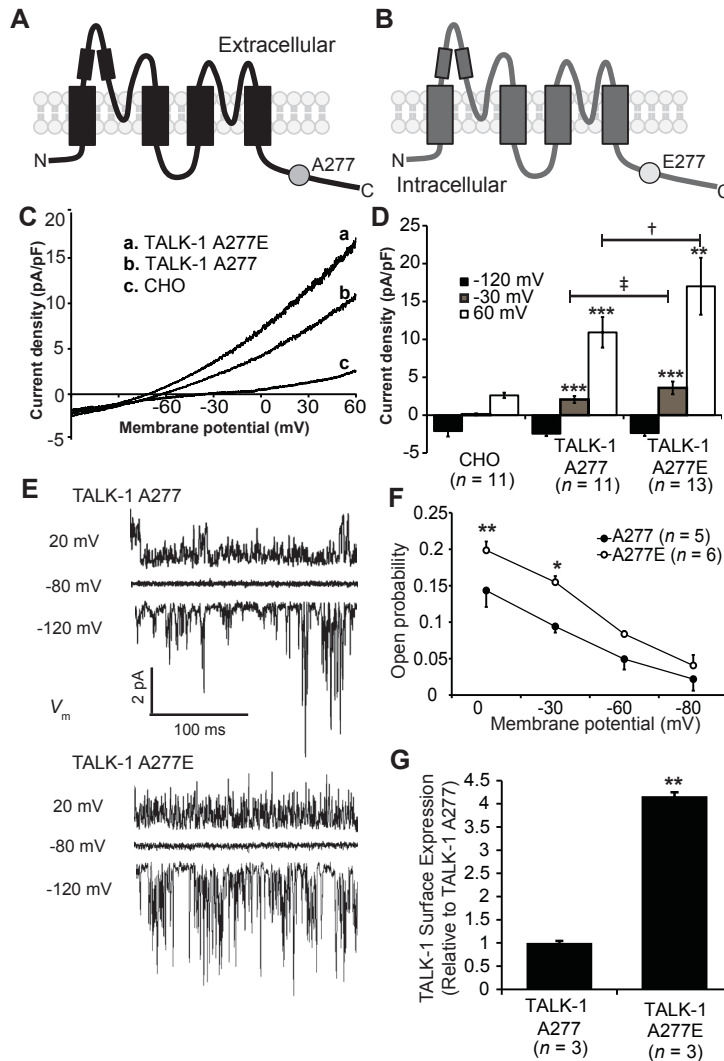 A
Extracellular
N
A277
C
B
N
Intracellular
E277
C
C
Current density (pA/pF)
20
15
10
5
0
-5
a. TALK-1 A277E
b. TALK-1 A277
c. CHO
a
b
c
-60
-30
0
30
60
Membrane potential (mV)
D
Current density (pA/pF)
25
20
15
10
5
0
-5
-120 mV
-30 mV
60 mV
†
‡
***
***
***
**
CHO
(n = 11)
TALK-1
A277
(n = 11)
TALK-1
A277E
(n = 13)
E
TALK-1 A277
20 mV
-80 mV
-120 mV
2 pA
100 ms
Vm
TALK-1 A277E
20 mV
-80 mV
-120 mV
F
Open probability
0.25
0.2
0.15
0.1
0.05
0
**
*
A277 (n = 5)
A277E (n = 6)
0
-30
-60
-80
Membrane potential (mV)
G
TALK-1 Surface Expression
(Relative to TALK-1 A277)
4.5
4
3.5
3
2.5
2
1.5
1
0.5
0
**
TALK-1
A277
(n = 3)
TALK-1
A277E
(n = 3)